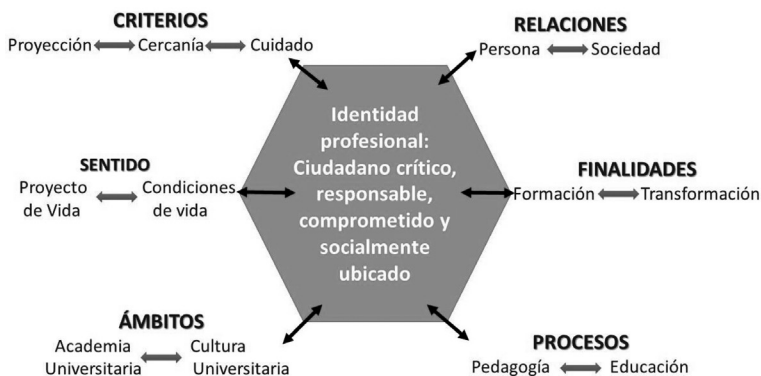 CRITERIOS
Proyección Cercanía Cuidado
RELACIONES
Persona Sociedad
SENTIDO
Proyecto Condiciones
de Vida de vida
Identidad
profesional:
Ciudadano crítico,
responsable,
comprometido y
socialmente
ubicado
FINALIDADES
Formación Transformación
ÁMBITOS
Academia Cultura
Universitaria Universitaria
PROCESOS
Pedagogía Educación